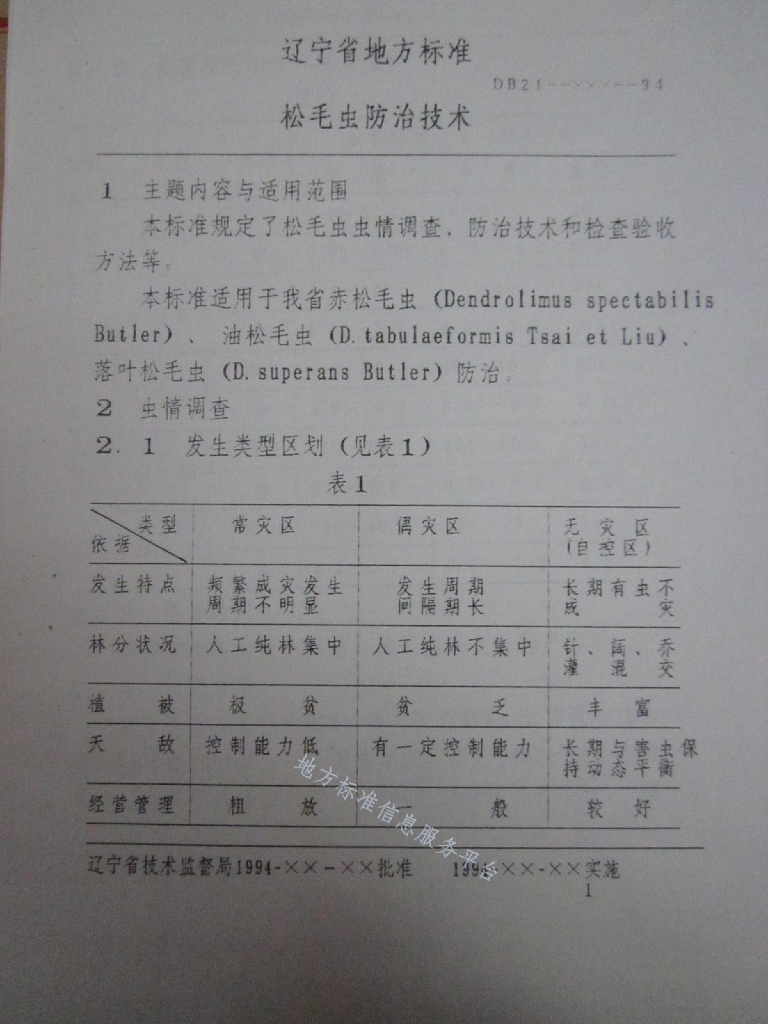 辽宁省地方标准
DB21--×××--94
松毛虫防治技术
1 主题内容与适用范围
本标准规定了松毛虫虫情调查、防治技术和检查验收
方法等。
本标准适用于我省赤松毛虫（Dendrolimus spectabilis
Butler）、 油松毛虫（D.tabulaeformis Tsai et Liu）、
落叶松毛虫（D.superans Butler）防治。
2 虫情调查
2．1 发生类型区划（见表1）
表1
类型 常灾区 偶灾区 无灾区
依据 （自控区）
发生特点 频繁成灾发生 发生周期 长期有虫不
周期不明显 间隔期长 成灾
林分状况 人工纯林集中 人工纯林不集中 针、阔、乔
灌混交
植被 极贫 贫乏 丰富
天敌 控制能力低 有一定控制能力 长期与害虫保
持动态平衡
经营管理 粗放 一般 较好
辽宁省技术监督局1994-××-××批准 1994-××-××实施
1
地方标准信息服务平台